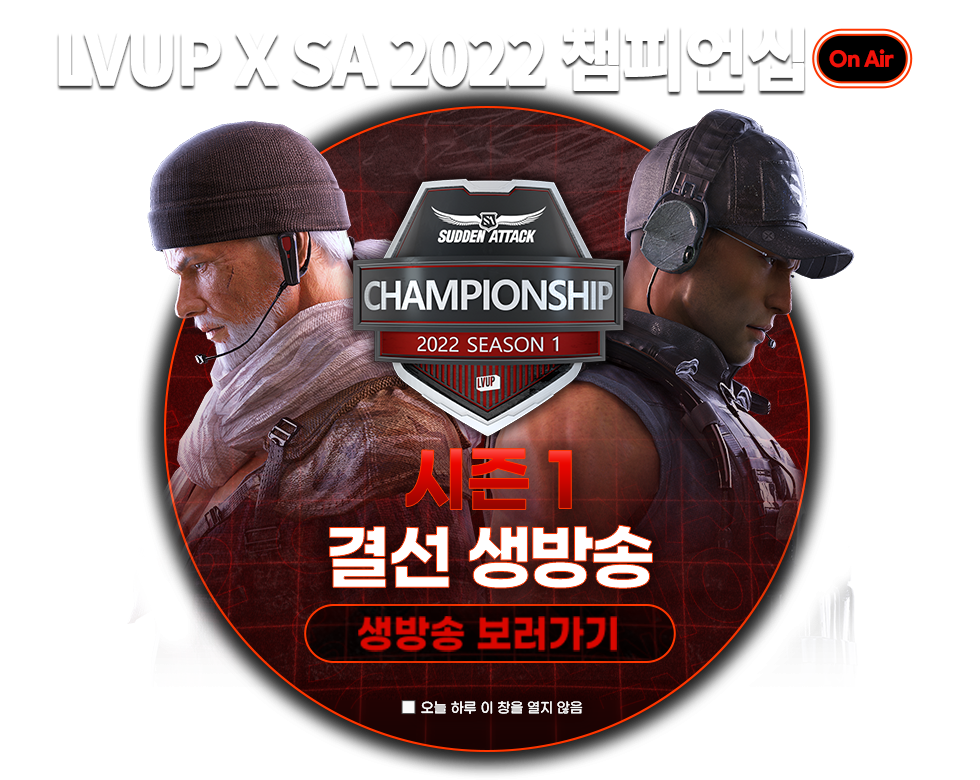 LVUP X SA 2022 챔피언십 On Air
SA
SUDDEN ATTACK
CHAMPIONSHIP
2022 SEASON 1
LVUP
시즌 1
결선 생방송
생방송 보러가기
오늘 하루 이 창을 열지 않음